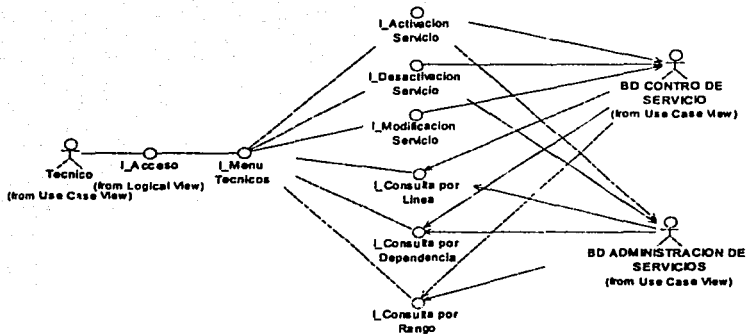 I_Activacion
Servicio
I_Desactivacion
Servicio
BD CONTRO DE
SERVICIO
(from Use Case View)
I_Modificacion
Servicio
Tecnico
(from Use Case View)
I_Acceso
(from Logical View)
I_Menu
Tecnicos
I_Consulta por
Linea
I_Consulta por
Dependencia
BD ADMINISTRACION DE
SERVICIOS
(from Use Case View)
I_Consulta por
Rango